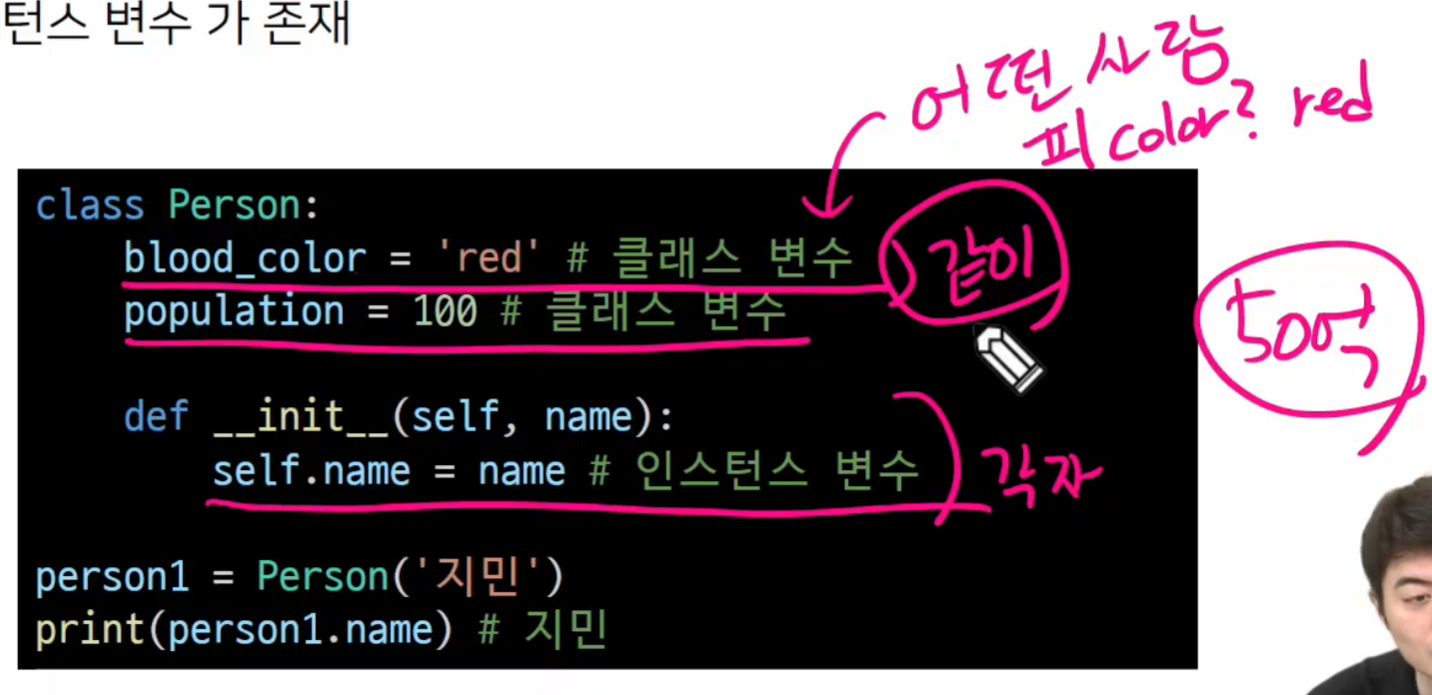 턴스 변수 가 존재
어떤 사람
피 color? red
class Person:
blood_color = 'red' # 클래스 변수
같이
population = 100 # 클래스 변수
50억
def __init__(self, name):
self.name = name # 인스턴스 변수
각자
person1 = Person('지민')
print(person1.name) # 지민